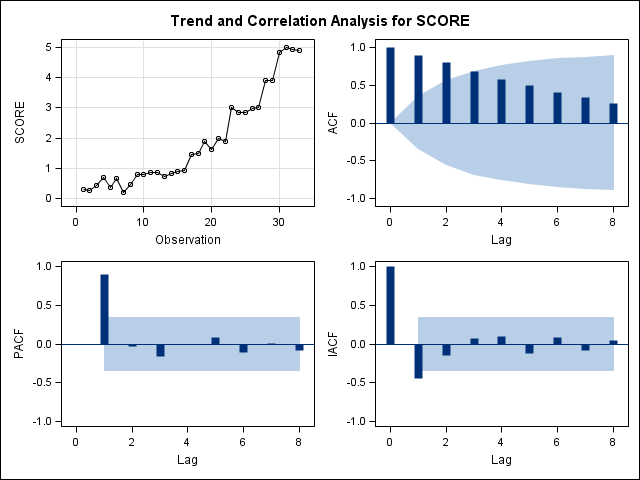 Trend and Correlation Analysis for SCORE
5
4
3
2
1
0
SCORE
0 10 20 30
Observation
1.0
0.5
0.0
-0.5
-1.0
ACF
0 2 4 6 8
Lag
1.0
0.5
0.0
-0.5
-1.0
PACF
0 2 4 6 8
Lag
1.0
0.5
0.0
-0.5
-1.0
IACF
0 2 4 6 8
Lag